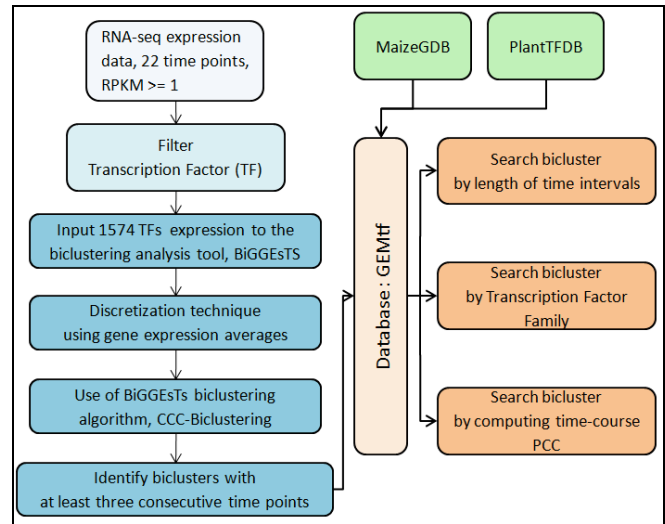 RNA-seq expression
data, 22 time points,
RPKM >= 1
Filter
Transcription Factor (TF)
Input 1574 TFs expression to the
biclustering analysis tool, BiGGEsTS
Discretization technique
using gene expression averages
Use of BiGGEsTs biclustering
algorithm, CCC-Biclustering
Identify biclusters with
at least three consecutive time points
MaizeGDB
PlantTFDB
Database : GEMtf
Search bicluster
by length of time intervals
Search bicluster
by Transcription Factor
Family
Search bicluster
by computing time-course
PCC